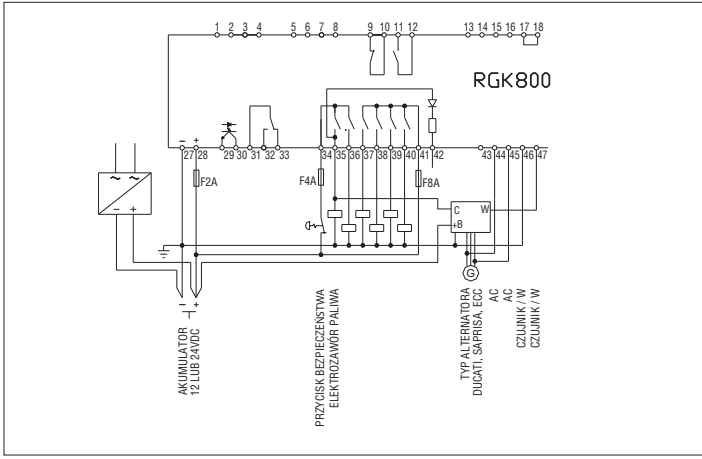 1 2 3 4 5 6 7 8 9 10 11 12 13 14 15 16 17 18
RGK800
− + 27 28 29 30 31 32 33 34 35 36 37 38 39 40 41 42 43 44 45 46 47
F2A
F4A
F8A
~ ~
− +
C W
+B
G
− +
AKUMULATOR
12 LUB 24VDC
PRZYCISK BEZPIECZEŃSTWA
ELEKTROZAWÓR PALIWA
TYP ALTERNATORA
DUCATI, SAPRISA, ECC
AC
AC
CZUJNIK / W
CZUJNIK / W